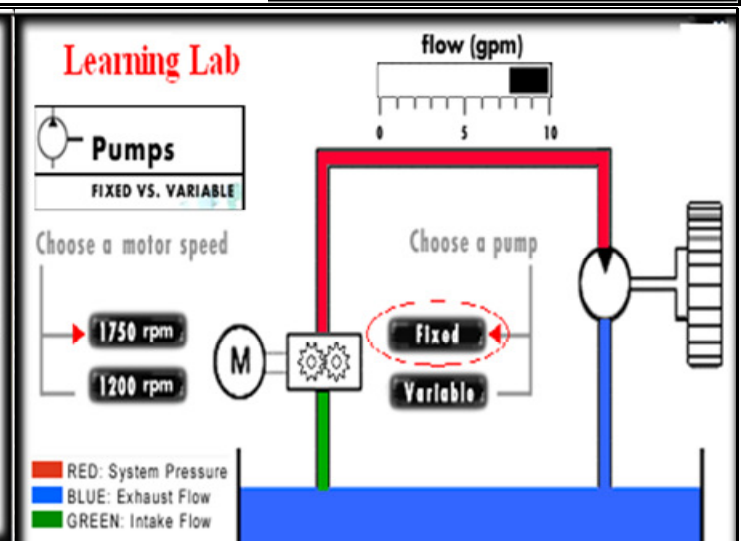 Learning Lab
flow (gpm)
0 5 10
Pumps
FIXED VS. VARIABLE
Choose a motor speed
Choose a pump
1750 rpm
Fixed
M
1200 rpm
Variable
RED: System Pressure
BLUE: Exhaust Flow
GREEN: Intake Flow